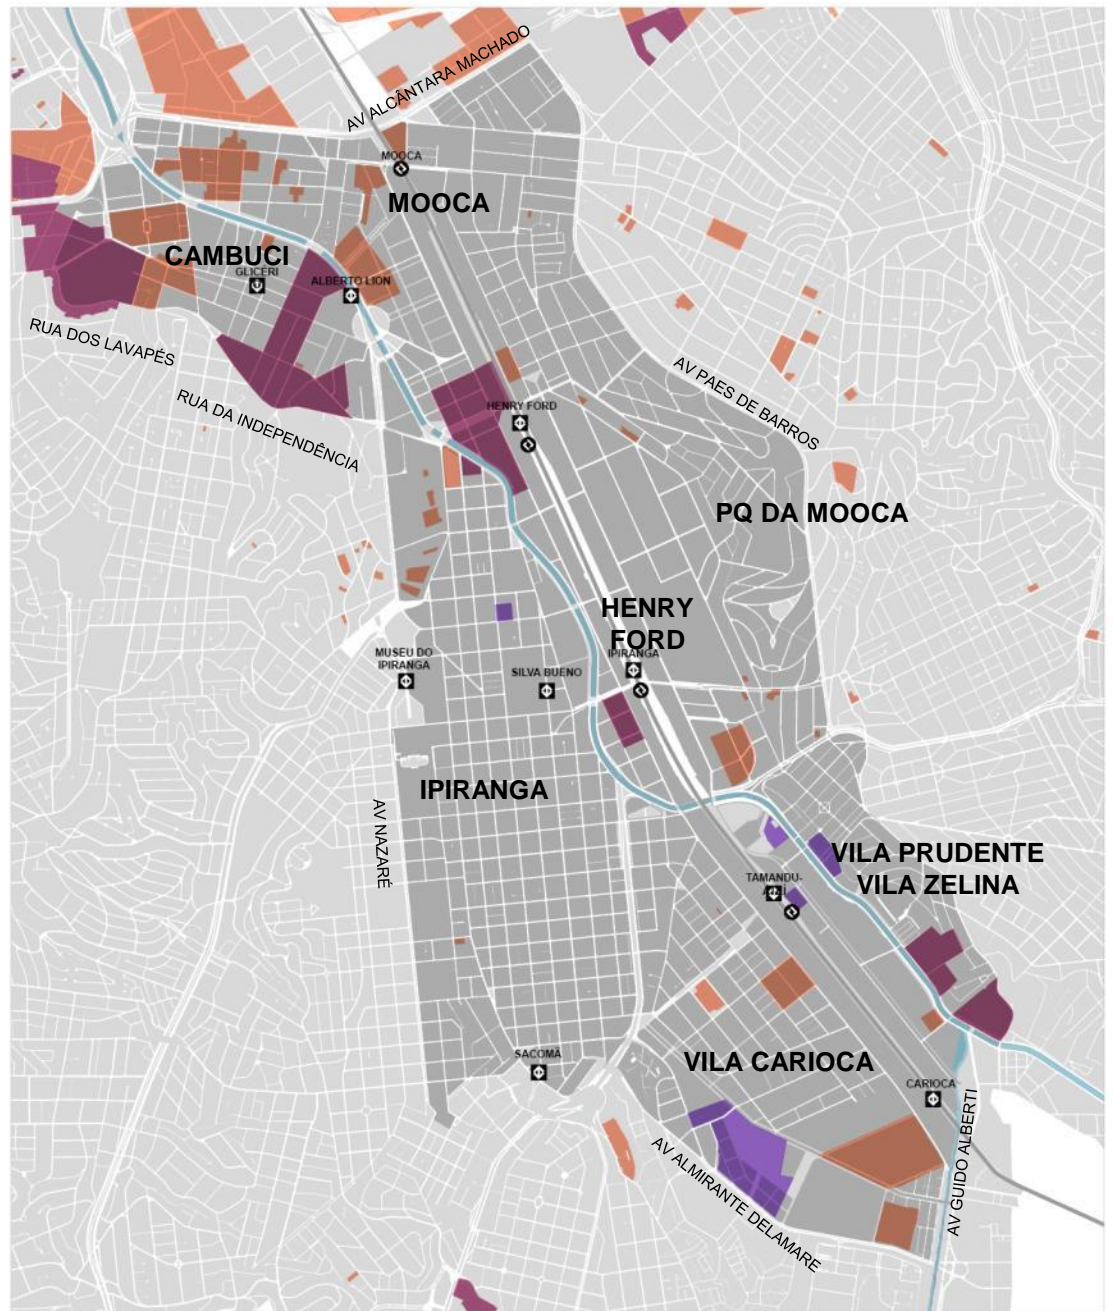 AV ALCÂNTARA MACHADO
MOOCA
MOOCA
CAMBUCI
GLICERI
ALBERTO LION
RUA DOS LAVAPÉS
RUA DA INDEPENDÊNCIA
AV PAES DE BARROS
HENRY FORD
PQ DA MOOCA
HENRY
FORD
IPIRANGA
MUSEU DO
IPIRANGA
SILVA BUENO
IPIRANGA
AV NAZARÉ
VILA PRUDENTE
VILA ZELINA
TAMANDU-
SACOMÃ
VILA CARIOCA
CARIOCA
AV GUIDO ALBERTI
AV ALMIRANTE DELAMARE